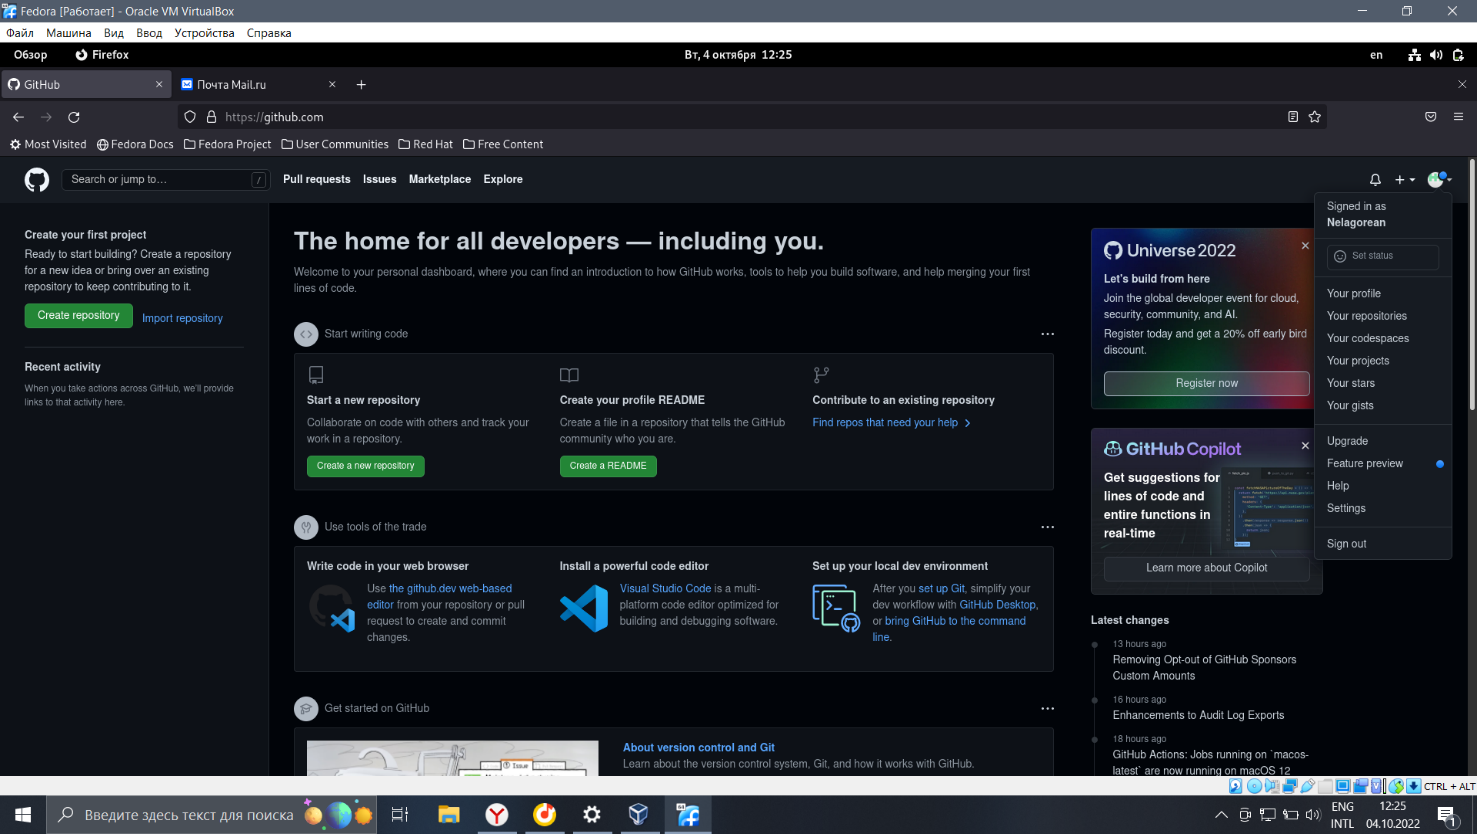 Fedora [Работает] - Oracle VM VirtualBox
Файл Машина Вид Ввод Устройства Справка
Обзор Firefox Вт, 4 октября 12:25 en
GitHub Почта Mail.ru
https://github.com
Most Visited Fedora Docs Fedora Project User Communities Red Hat Free Content
Search or jump to… / Pull requests Issues Marketplace Explore
Create your first project
Ready to start building? Create a repository
for a new idea or bring over an existing
repository to keep contributing to it.
Create repository Import repository
Recent activity
When you take actions across GitHub, we'll provide
links to that activity here.
The home for all developers — including you.
Welcome to your personal dashboard, where you can find an introduction to how GitHub works, tools to help you build software, and help merging your first
lines of code.
Start writing code
Start a new repository
Collaborate on code with others and track your
work in a repository.
Create a new repository
Create your profile README
Create a file in a repository that tells the GitHub
community who you are.
Create a README
Contribute to an existing repository
Find repos that need your help
Use tools of the trade
Write code in your web browser
Use the github.dev web-based
editor from your repository or pull
request to create and commit
changes.
Install a powerful code editor
Visual Studio Code is a multi-
platform code editor optimized for
building and debugging software.
Set up your local dev environment
After you set up Git, simplify your
dev workflow with GitHub Desktop,
or bring GitHub to the command
line.
Get started on GitHub
Issue
About version control and Git
Learn about the version control system, Git, and how it works with GitHub.
Universe 2022
Let's build from here
Join the global developer event for cloud,
security, community, and AI.
Register today and get a 20% off early bird
discount.
Register now
GitHub Copilot
Get suggestions for
lines of code and
entire functions in
real-time
Learn more about Copilot
Latest changes
13 hours ago
Removing Opt-out of GitHub Sponsors
Custom Amounts
16 hours ago
Enhancements to Audit Log Exports
18 hours ago
GitHub Actions: Jobs running on `macos-
latest` are now running on macOS 12
Signed in as
Nelagorean
Set status
Your profile
Your repositories
Your codespaces
Your projects
Your stars
Your gists
Upgrade
Feature preview
Help
Settings
Sign out
CTRL + ALT
Введите здесь текст для поиска
64
ENG
INTL
12:25
04.10.2022
1